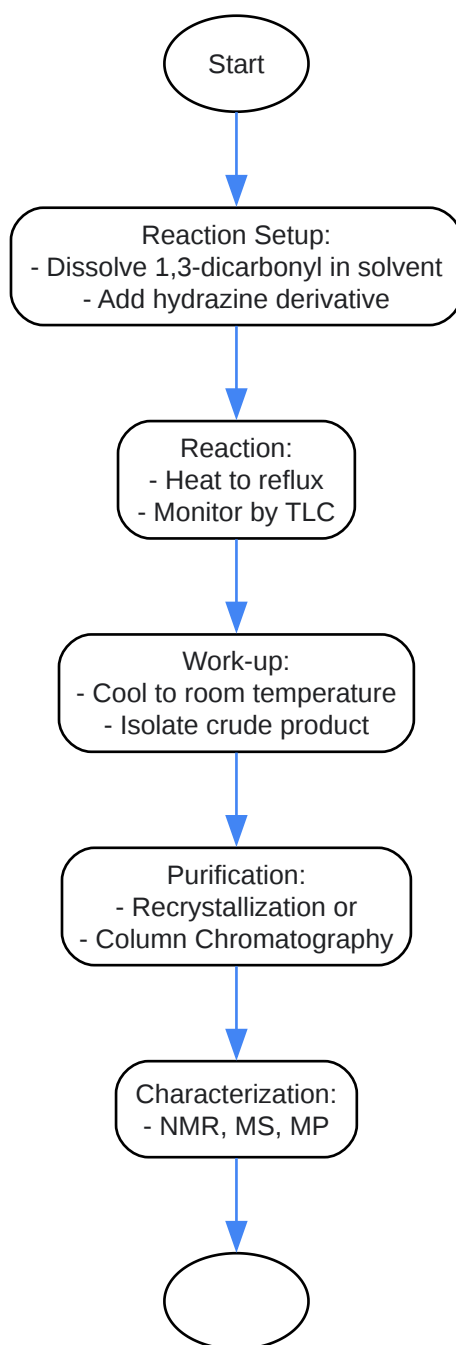 Start
Reaction Setup:
- Dissolve 1,3-dicarbonyl in solvent
- Add hydrazine derivative
Reaction:
- Heat to reflux
- Monitor by TLC
Work-up:
- Cool to room temperature
- Isolate crude product
Purification:
- Recrystallization or
- Column Chromatography
Characterization:
- NMR, MS, MP